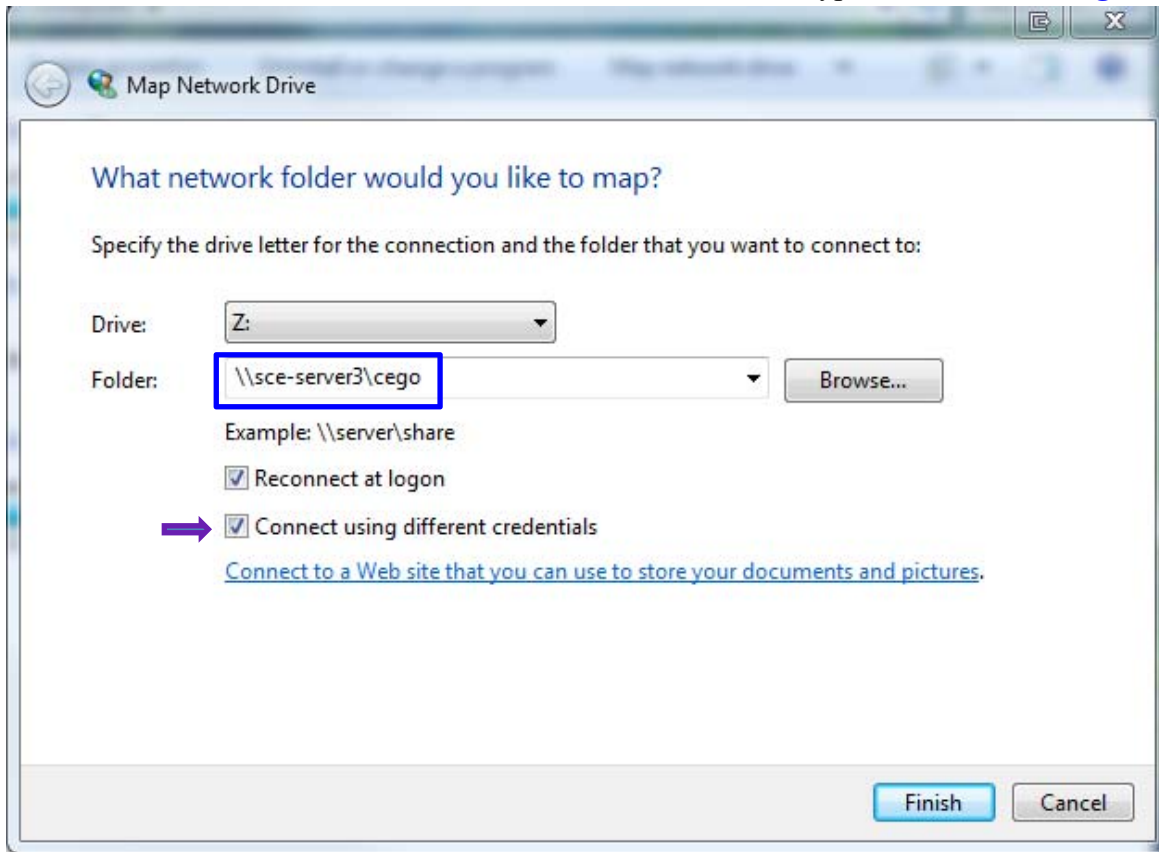 Map Network Drive
What network folder would you like to map?
Specify the drive letter for the connection and the folder that you want to connect to:
Drive: Z:
Folder: \\sce-server3\cego Browse...
Example: \\server\share
Reconnect at logon
Connect using different credentials
Connect to a Web site that you can use to store your documents and pictures.
Finish Cancel